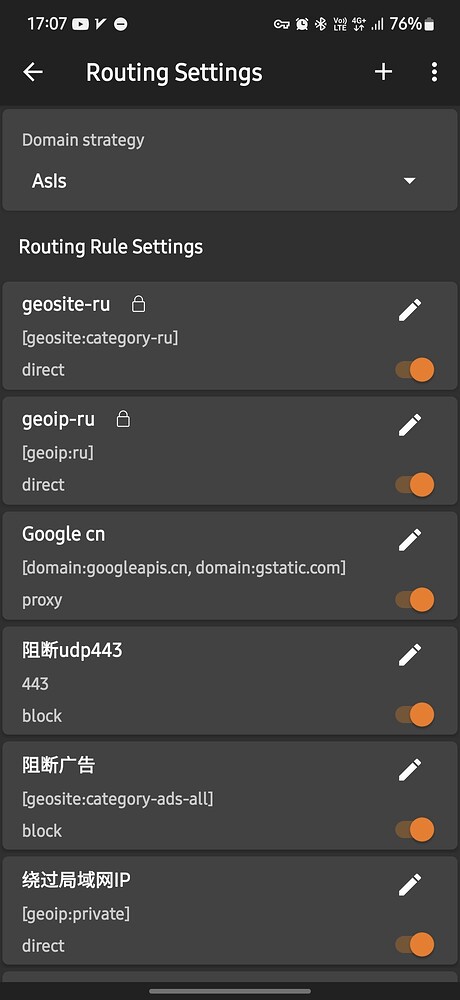 17:07 Vo)) LTE 4G+ 76%
Routing Settings
Domain strategy
AsIs
Routing Rule Settings
geosite-ru
[geosite:category-ru]
direct
geoip-ru
[geoip:ru]
direct
Google cn
[domain:googleapis.cn, domain:gstatic.com]
proxy
阻断udp443
443
block
阻断广告
[geosite:category-ads-all]
block
绕过局域网IP
[geoip:private]
direct